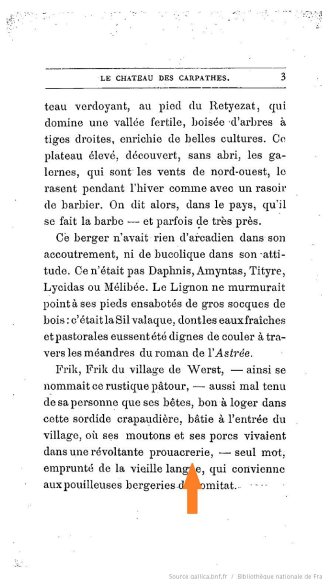 LE CHATEAU DES CARPATHES. 3
teau verdoyant, au pied du Retyezat, qui
domine une vallée fertile, boisée d'arbres à
tiges droites, enrichie de belles cultures. Ce
plateau élevé, découvert, sans abri, les ga-
lernes, qui sont les vents de nord-ouest, le
rasent pendant l'hiver comme avec un rasoir
de barbier. On dit alors, dans le pays, qu'il
se fait la barbe — et parfois de très près.
Ce berger n'avait rien d'arcadien dans son
accoutrement, ni de bucolique dans son atti-
tude. Ce n'était pas Daphnis, Amyntas, Tityre,
Lycidas ou Mélibée. Le Lignon ne murmurait
point à ses pieds ensabotés de gros socques de
bois : c'était la Sil valaque, dont les eaux fraîches
et pastorales eussent été dignes de couler à tra-
vers les méandres du roman de l'Astrée.
Frik, Frik du village de Werst, — ainsi se
nommait ce rustique pâtour, — aussi mal tenu
de sa personne que ses bêtes, bon à loger dans
cette sordide crapaudière, bâtie à l'entrée du
village, où ses moutons et ses porcs vivaient
dans une révoltante prouacrerie, — seul mot,
emprunté de la vieille langue, qui convienne
aux pouilleuses bergeries comitat.
Source gallica.bnf.fr / Bibliothèque nationale de Fra